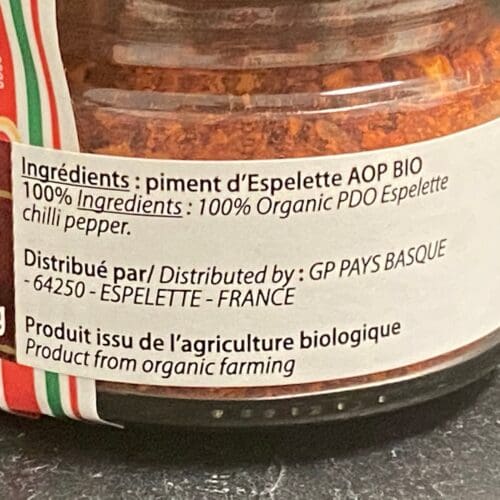 Ingrédients : piment d'Espelette AOP BIO
100% Ingredients : 100% Organic PDO Espelette
chilli pepper.
Distribué par/ Distributed by : GP PAYS BASQUE
- 64250 - ESPELETTE - FRANCE
Produit issu de l'agriculture biologique
Product from organic farming